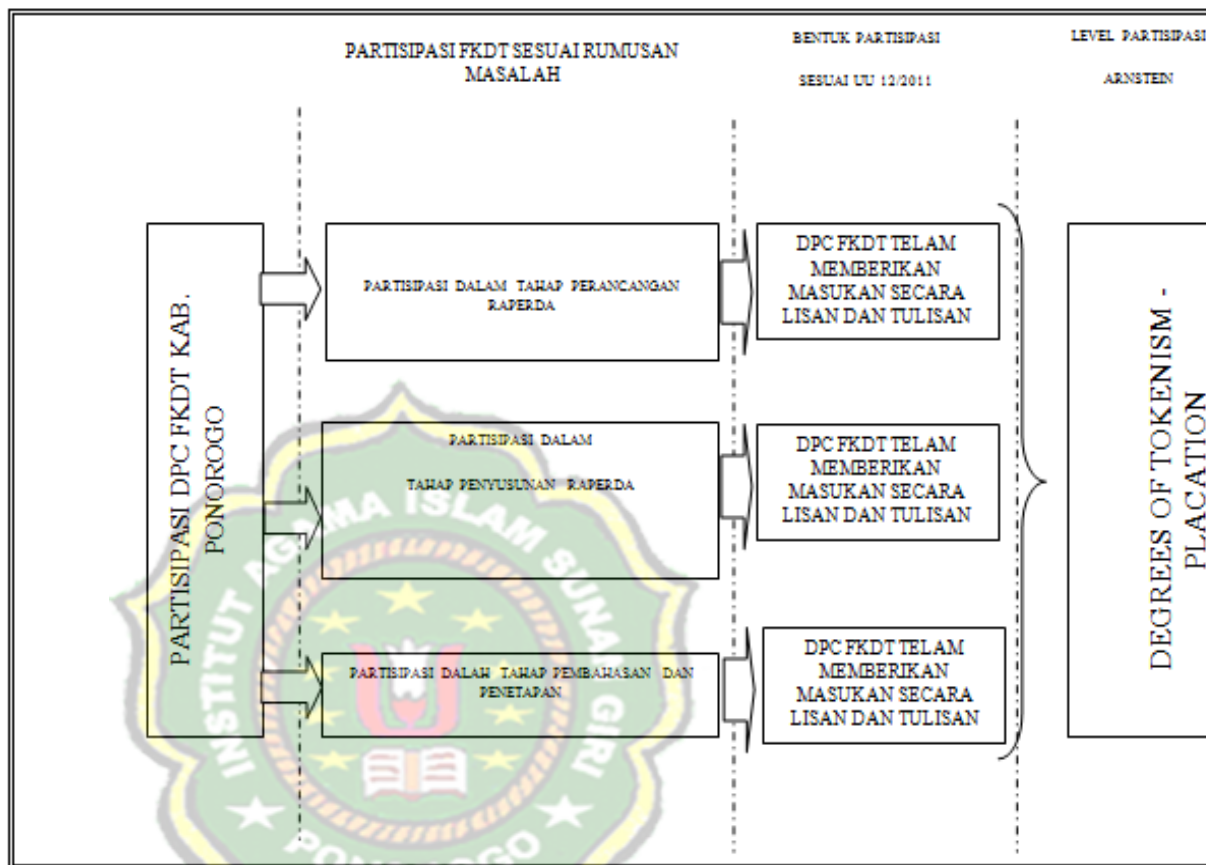 PARTISIPASI FKDT SESUAI RUMUSAN
MASALAH
BENTUK PARTISIPASI
SESUAI UU 12/2011
LEVEL PARTISIPASI
ARNSTEIN
PARTISIPASI DPC FKDT KAB.
PONOROGO
PARTISIPASI DALAM TAHAP PERANCANGAN
RAPERDA
DPC FKDT TELAM
MEMBERIKAN
MASUKAN SECARA
LISAN DAN TULISAN
PARTISIPASI DALAM
TAHAP PENYUSUNAN RAPERDA
DPC FKDT TELAM
MEMBERIKAN
MASUKAN SECARA
LISAN DAN TULISAN
PARTISIPASI DALAH TAHAP PEMBAHASAN DAN
PENETAPAN
DPC FKDT TELAM
MEMBERIKAN
MASUKAN SECARA
LISAN DAN TULISAN
DEGREES OF TOKENISM -
PLACATION
INSTITUT AGAMA ISLAM SUNAN GIRI
PONOROGO